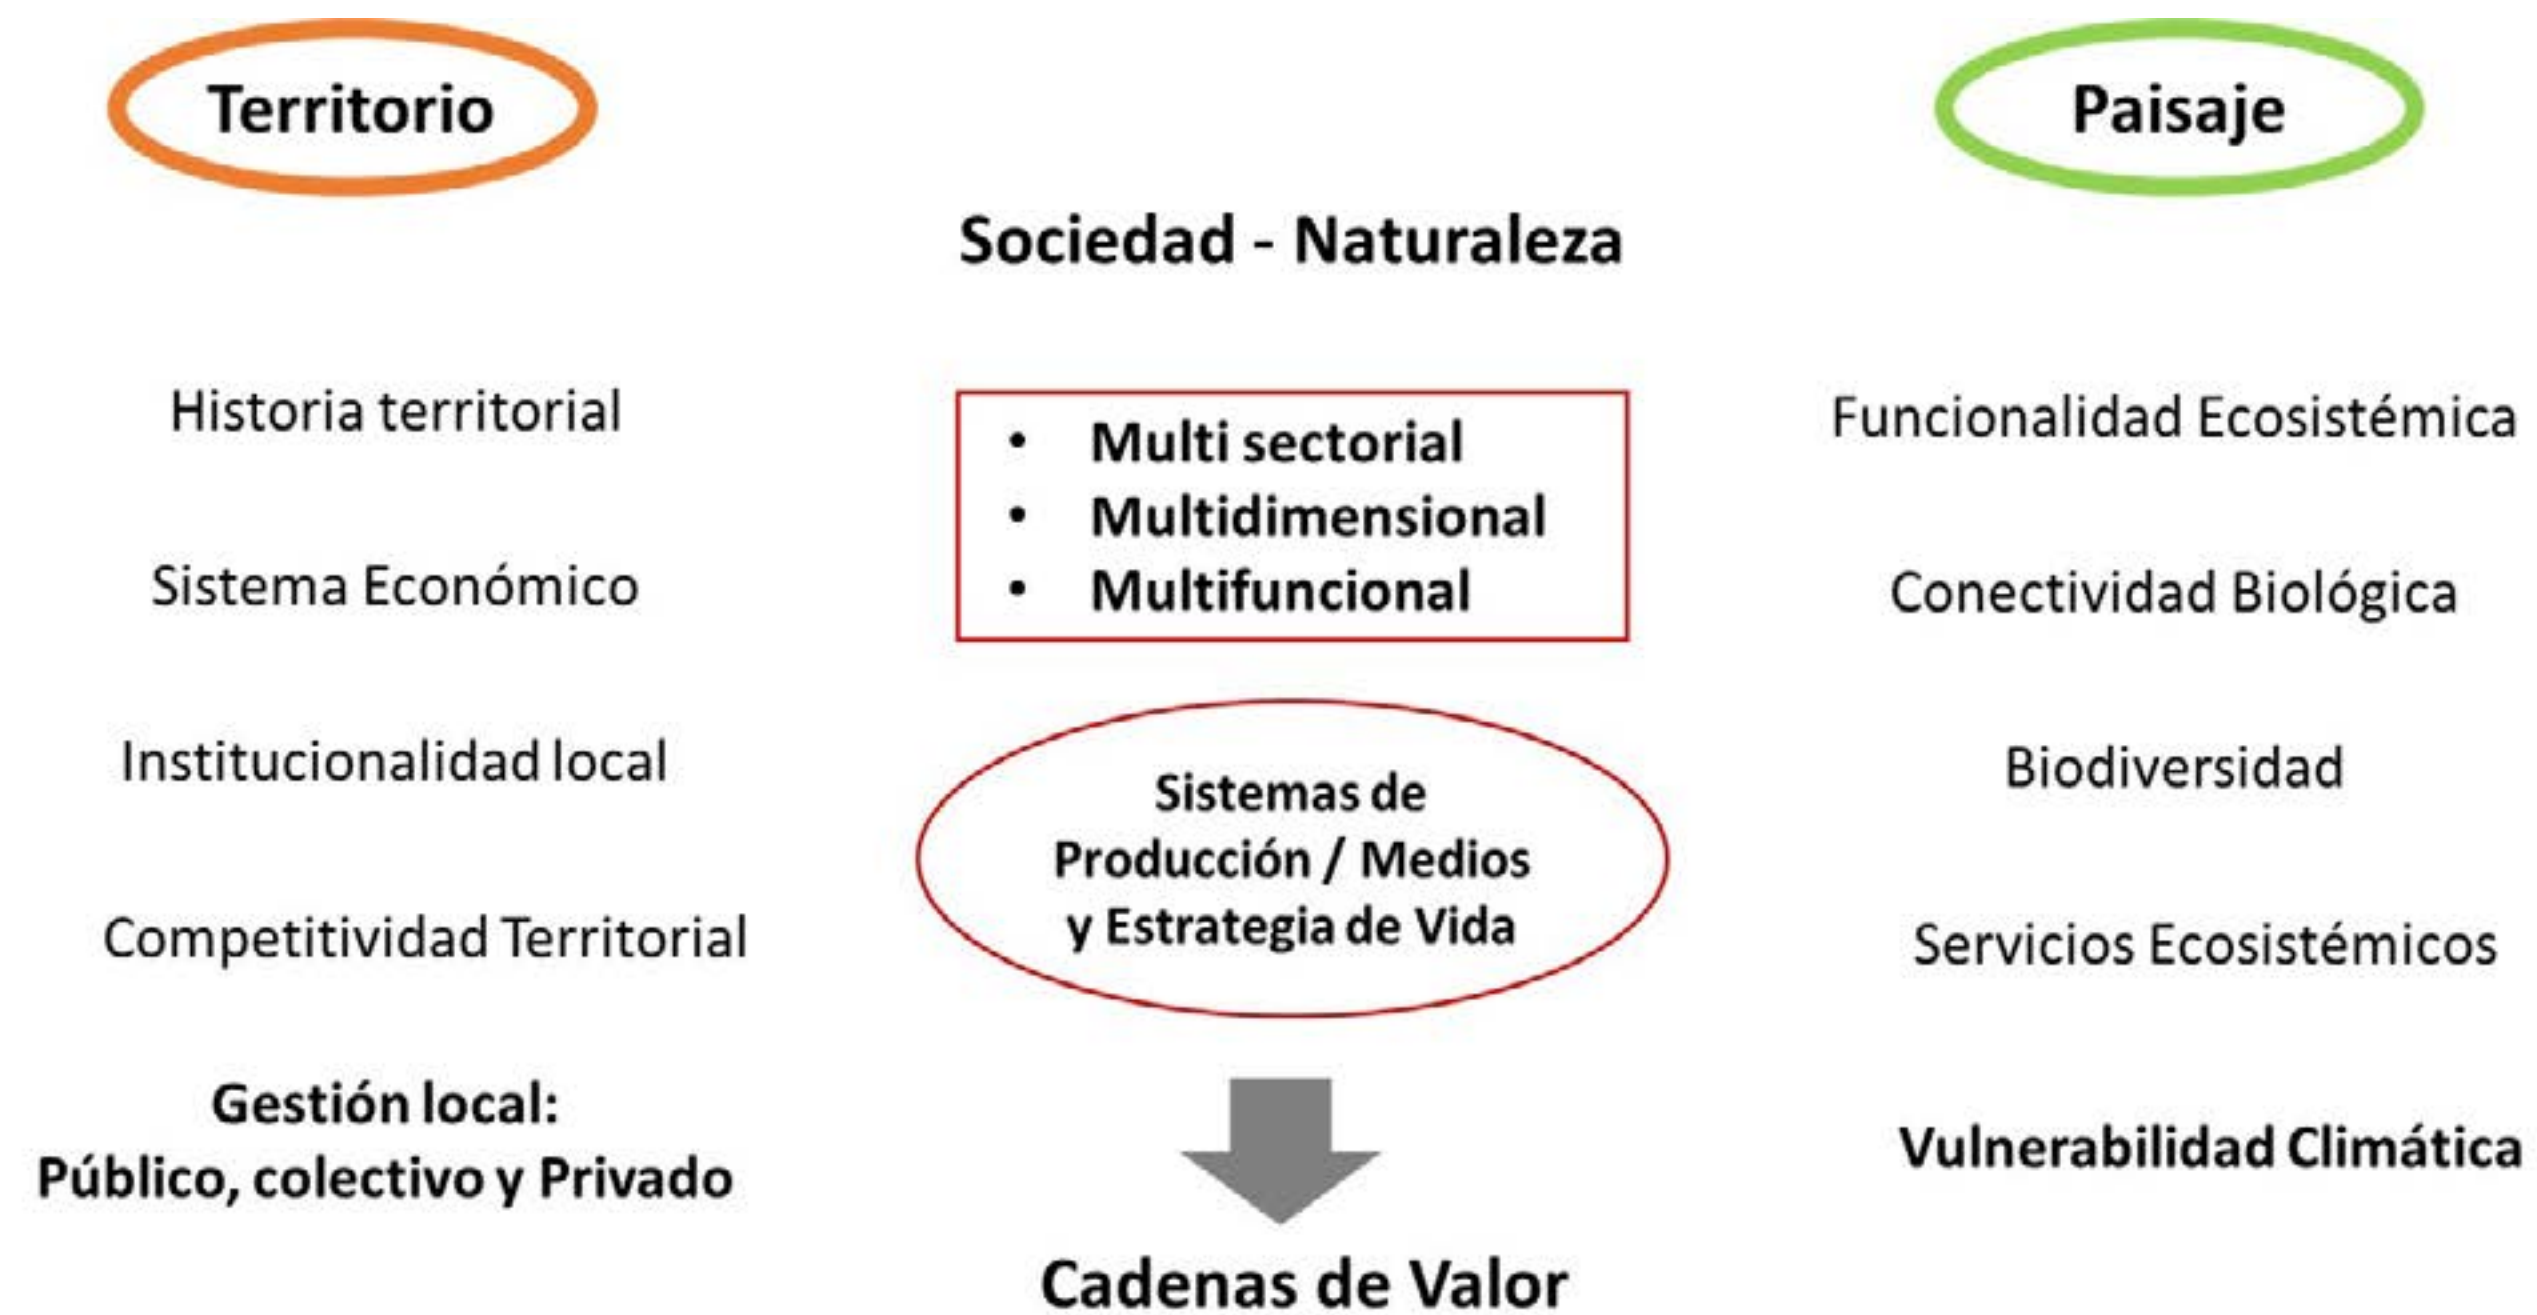 Territorio
Historia territorial
Sistema Económico
Institucionalidad local
Competitividad Territorial
Gestión local:
Público, colectivo y Privado
Sociedad - Naturaleza
• Multi sectorial
• Multidimensional
• Multifuncional
Sistemas de
Producción / Medios
y Estrategia de Vida
Cadenas de Valor
Paisaje
Funcionalidad Ecosistémica
Conectividad Biológica
Biodiversidad
Servicios Ecosistémicos
Vulnerabilidad Climática